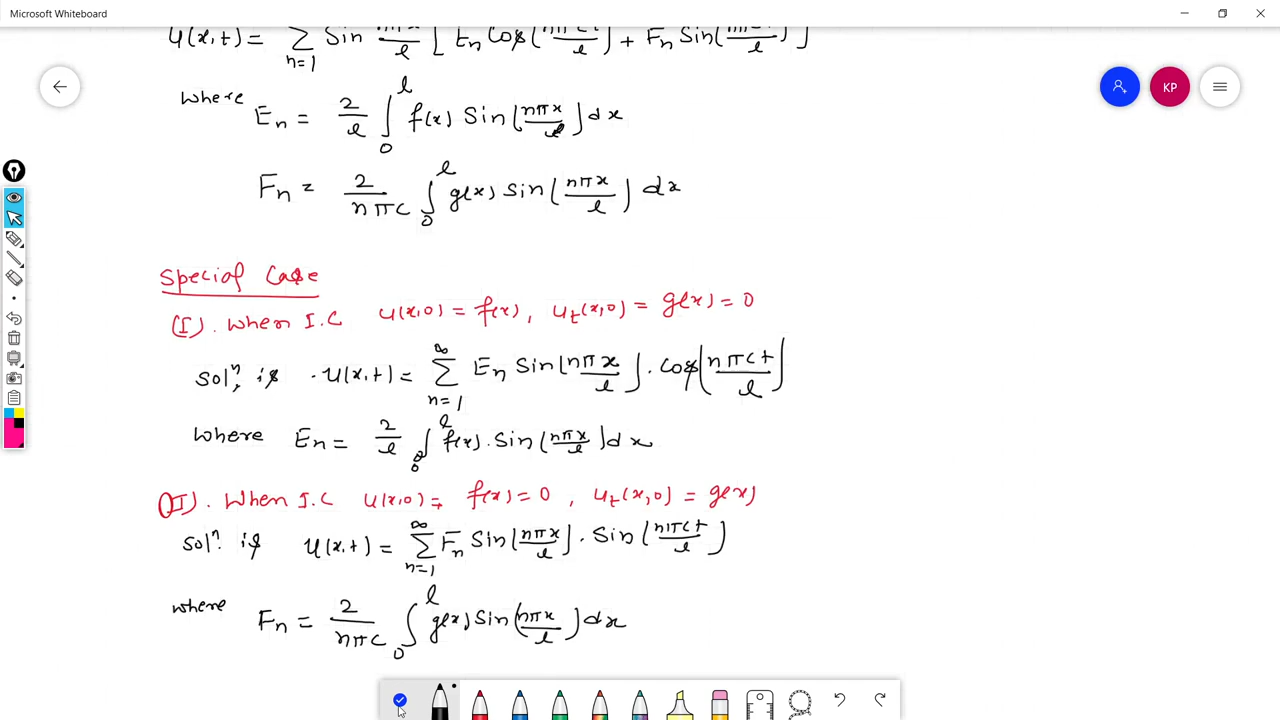 Microsoft Whiteboard
u(x,t) = ∞∑n=1 Sin nπx/l [ En Cos(nπct/l) + Fn Sin(nπct/l) ]
KP
where
En = 2/l ∫₀ˡ f(x) Sin(nπx/l) dx
Fn = 2/nπc ∫₀ˡ g(x) Sin(nπx/l) dx
Special Case
(I). When I.C u(x,0) = f(x), ut(x,0) = g(x) = 0
Solⁿ, is u(x,t) = ∞∑n=1 En Sin(nπx/l) . Cos(nπct/l)
where En = 2/l ∫₀ˡ f(x) . Sin(nπx/l) dx
(II). When I.C u(x,0) = f(x) = 0, ut(x,0) = g(x)
Solⁿ. is u(x,t) = ∞∑n=1 Fn Sin(nπx/l) . Sin(nπct/l)
where Fn = 2/nπc ∫₀ˡ g(x) Sin(nπx/l) dx